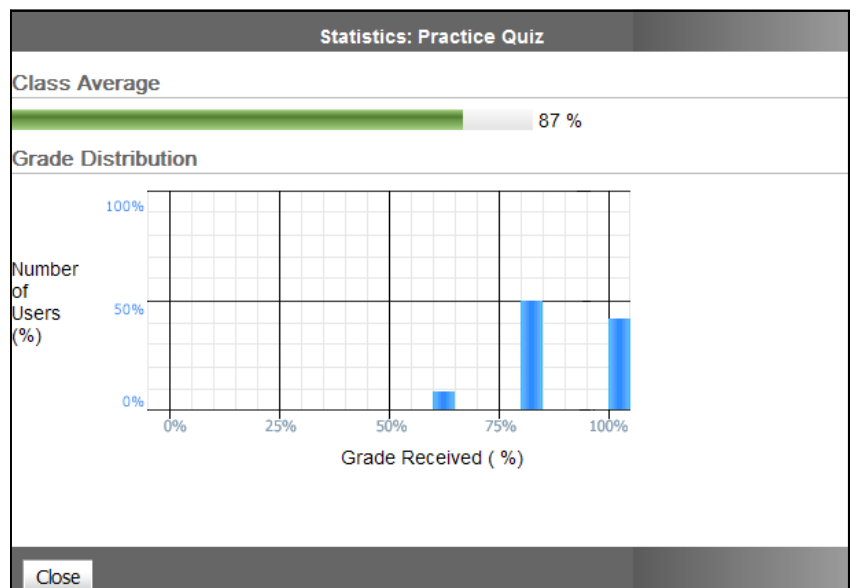 Statistics: Practice Quiz
Class Average
87 %
Grade Distribution
100%
Number
of
Users
(%)
50%
0%
0% 25% 50% 75% 100%
Grade Received ( %)
Close